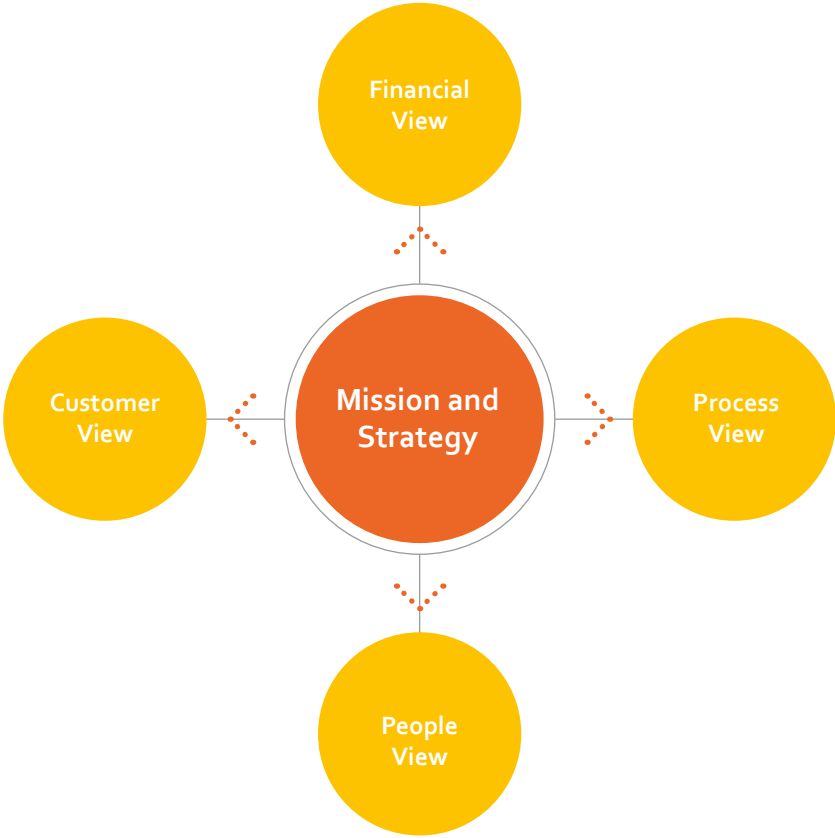 Financial
View
Customer
View
Mission and
Strategy
Process
View
People
View